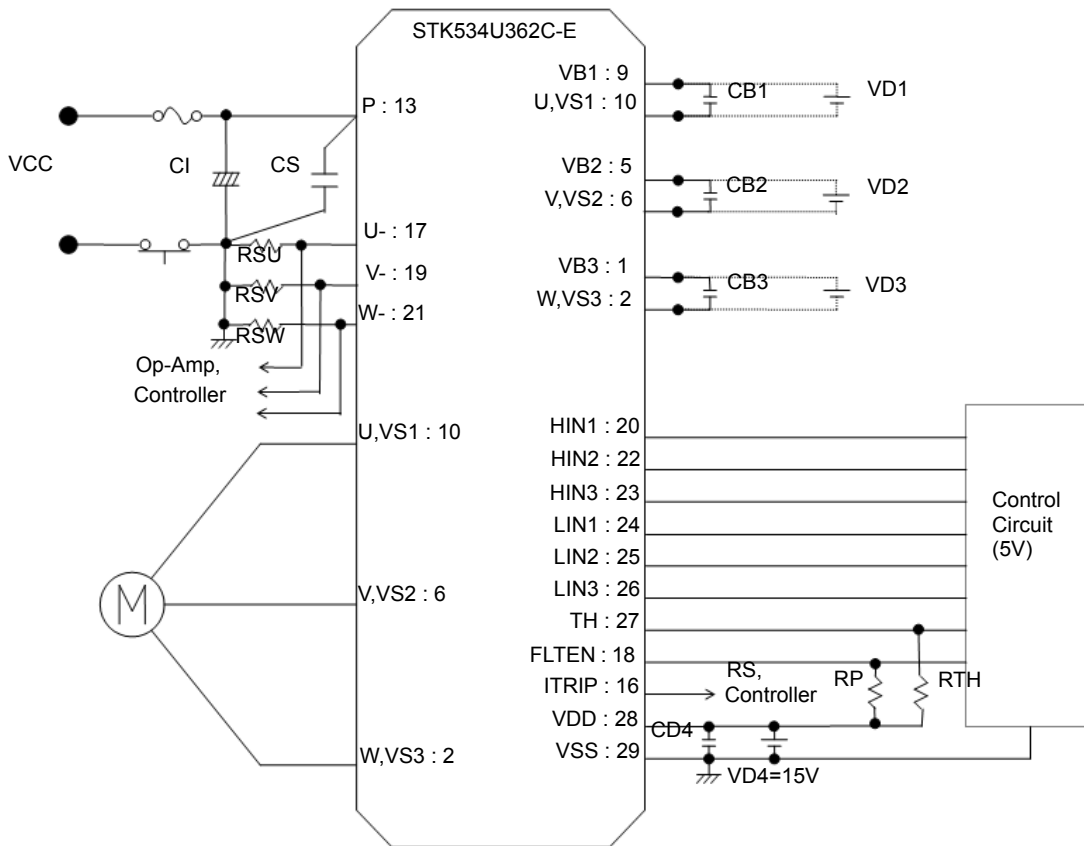 STK534U362C-E
VB1 : 9
U,VS1 : 10
CB1
VD1
P : 13
VCC
CI
CS
VB2 : 5
V,VS2 : 6
CB2
VD2
U- : 17
RSU
V- : 19
RSV
W- : 21
RSW
VB3 : 1
W,VS3 : 2
CB3
VD3
Op-Amp,
Controller
U,VS1 : 10
V,VS2 : 6
W,VS3 : 2
M
HIN1 : 20
HIN2 : 22
HIN3 : 23
LIN1 : 24
LIN2 : 25
LIN3 : 26
TH : 27
FLTEN : 18
ITRIP : 16
VDD : 28
VSS : 29
RS,
Controller
RP
RTH
CD4
VD4=15V
Control
Circuit
(5V)